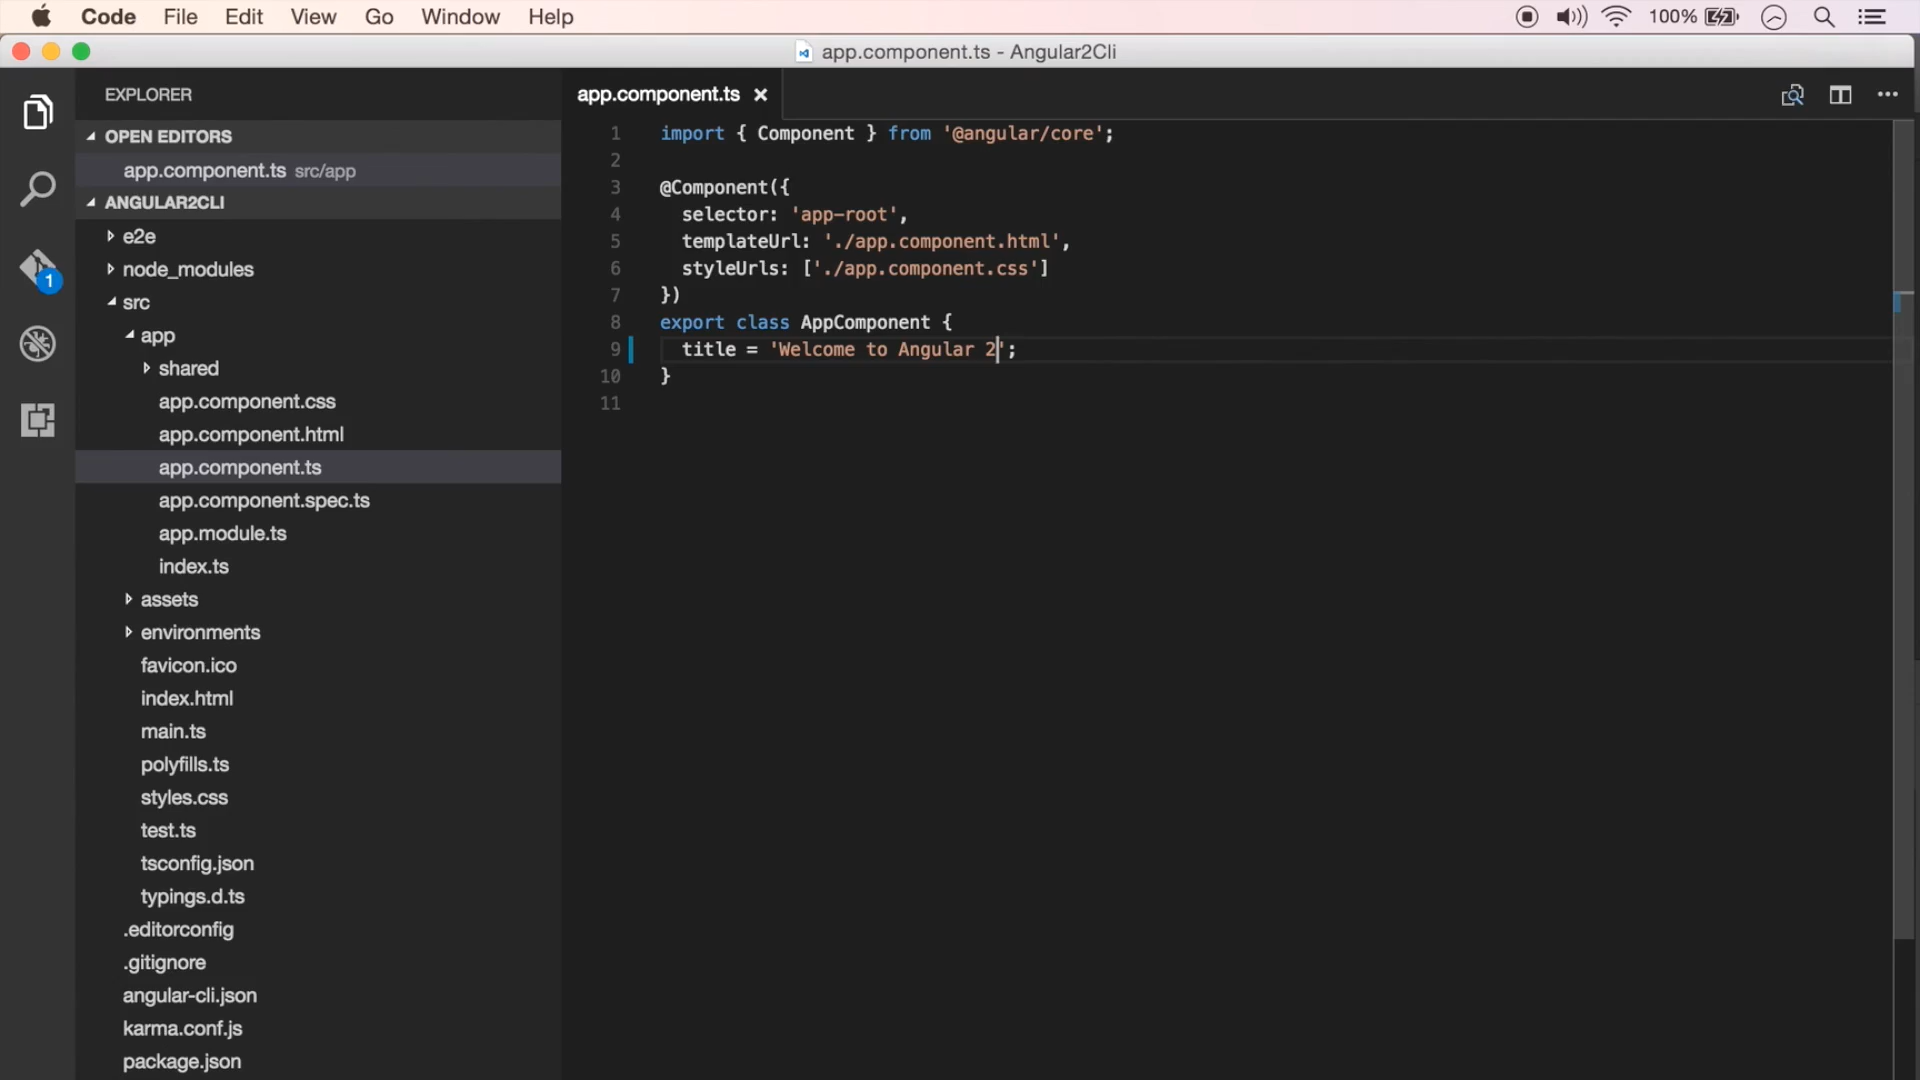 Code File Edit View Go Window Help 100%
app.component.ts - Angular2Cli
EXPLORER
OPEN EDITORS
app.component.ts src/app
ANGULAR2CLI
e2e
node_modules
1
src
app
shared
app.component.css
app.component.html
app.component.ts
app.component.spec.ts
app.module.ts
index.ts
assets
environments
favicon.ico
index.html
main.ts
polyfills.ts
styles.css
test.ts
tsconfig.json
typings.d.ts
.editorconfig
.gitignore
angular-cli.json
karma.conf.js
package.json
app.component.ts
1 import { Component } from '@angular/core';
2
3 @Component({
4 selector: 'app-root',
5 templateUrl: './app.component.html',
6 styleUrls: ['./app.component.css']
7 })
8 export class AppComponent {
9 title = 'Welcome to Angular 2';
10 }
11